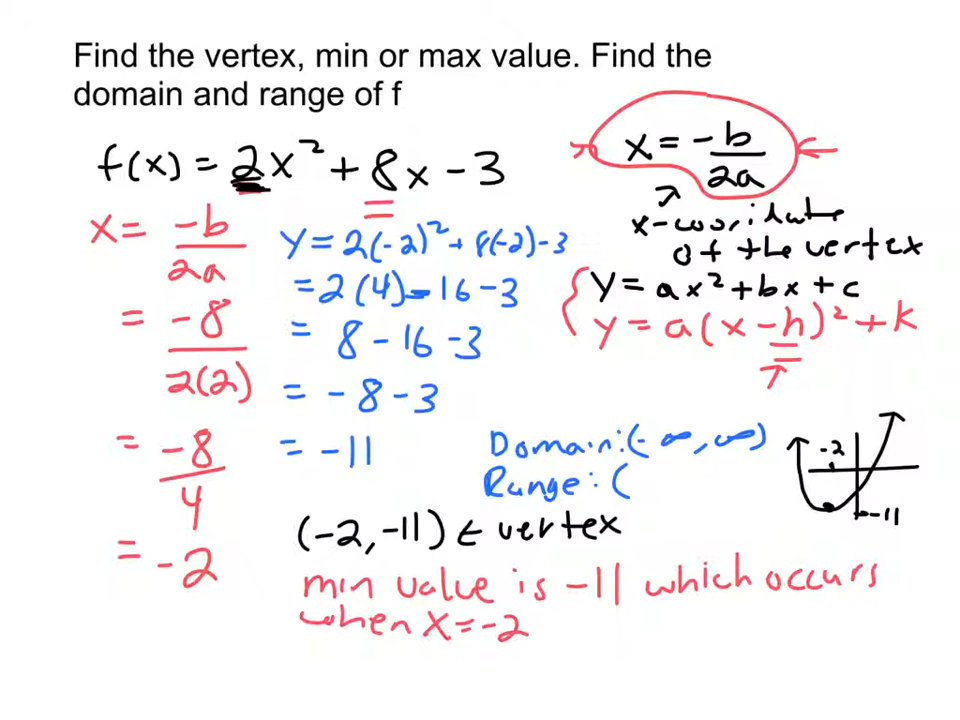 Find the vertex, min or max value. Find the
domain and range of f
f(x) = 2x² + 8x - 3
x = -b/2a
x-coordinate
of the vertex
y = ax² + bx + c
y = a(x - h)² + k
x = -b/2a
= -8/2(2)
= -8/4
= -2
y = 2(-2)² + 8(-2) - 3
= 2(4) - 16 - 3
= 8 - 16 - 3
= -8 - 3
= -11
Domain: (-∞, ∞)
Range: (
-2
-11
(-2, -11) ← vertex
min value is -11 which occurs
when x = -2